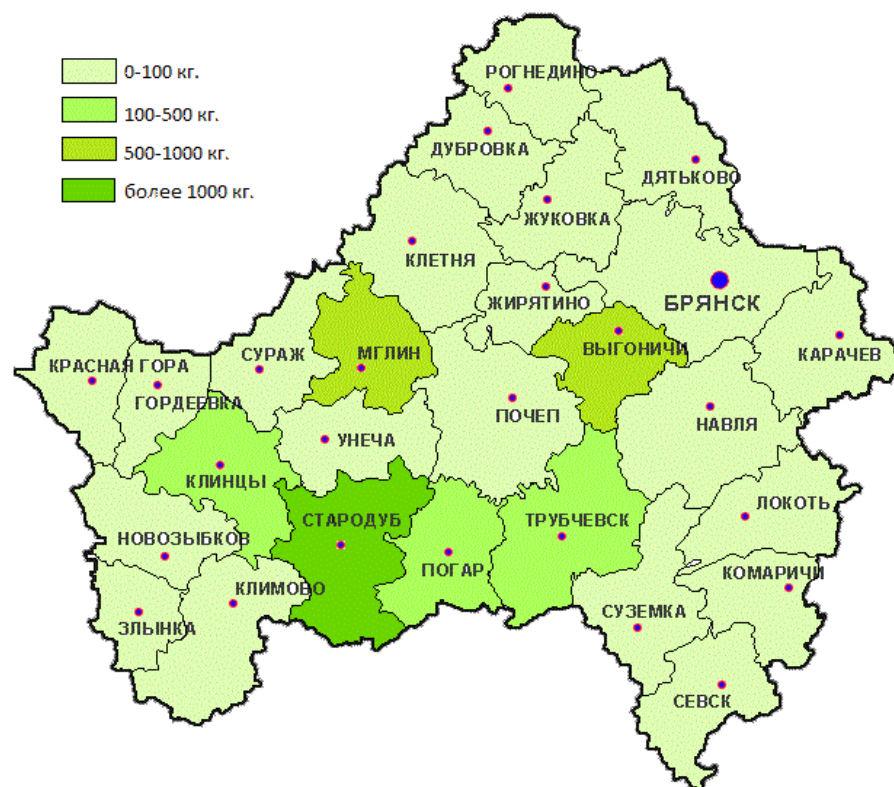 0-100 кг.
100-500 кг.
500-1000 кг.
более 1000 кг.
РОГНЕДИНО
ДУБРОВКА
ДЯТЬКОВО
ЖУКОВКА
КЛЕТНЯ
ЖИРЯТИНО
БРЯНСК
ВЫГОНИЧИ
КАРАЧЕВ
СУРАЖ
МГЛИН
КРАСНАЯ ГОРА
ГОРДЕЕВКА
ПОЧЕП
НАВЛЯ
УНЕЧА
КЛИНЦЫ
ЛОКОТЬ
СТАРОДУБ
ТРУБЧЕВСК
НОВОЗЫБКОВ
ПОГАР
КОМАРИЧИ
КЛИМОВО
СУЗЕМКА
ЗЛЫНКА
СЕВСК